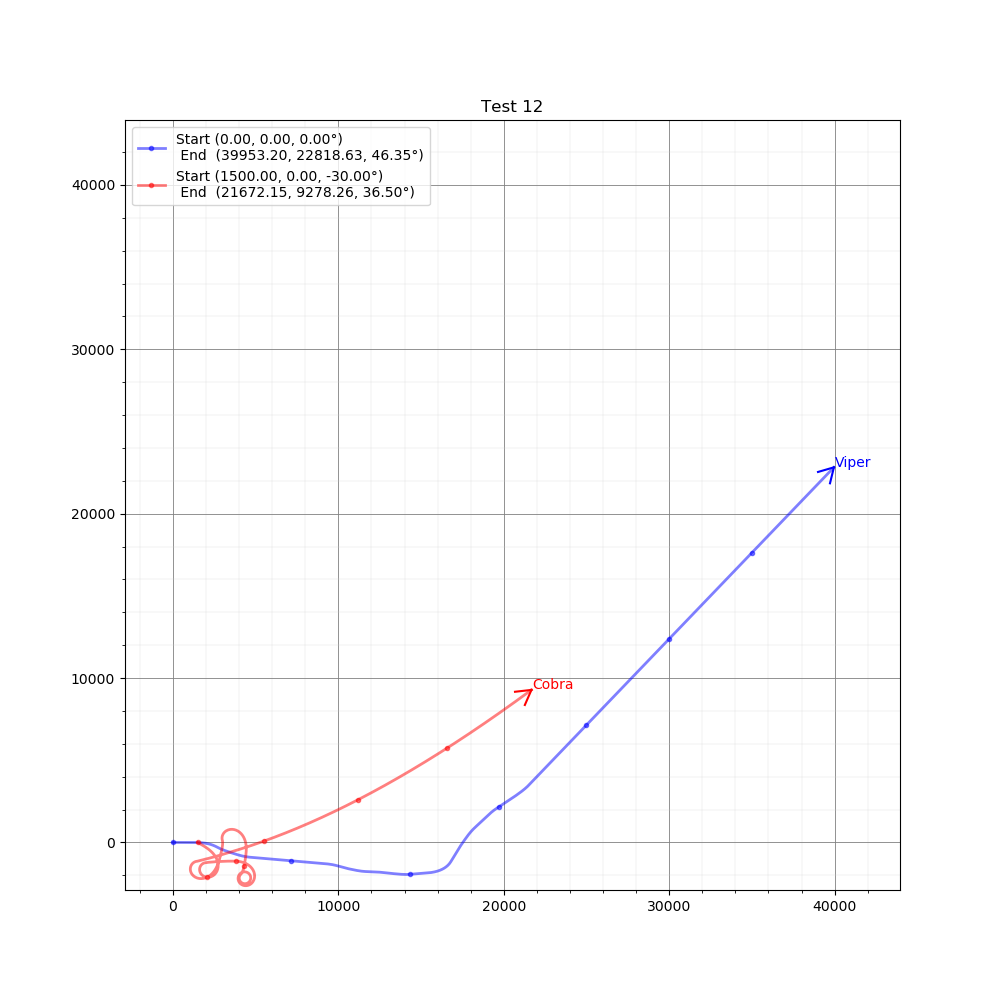 Test 12
Start (0.00, 0.00, 0.00°)
End (39953.20, 22818.63, 46.35°)
Start (1500.00, 0.00, -30.00°)
End (21672.15, 9278.26, 36.50°)
40000
30000
20000
10000
0
Viper
Cobra
0 10000 20000 30000 40000